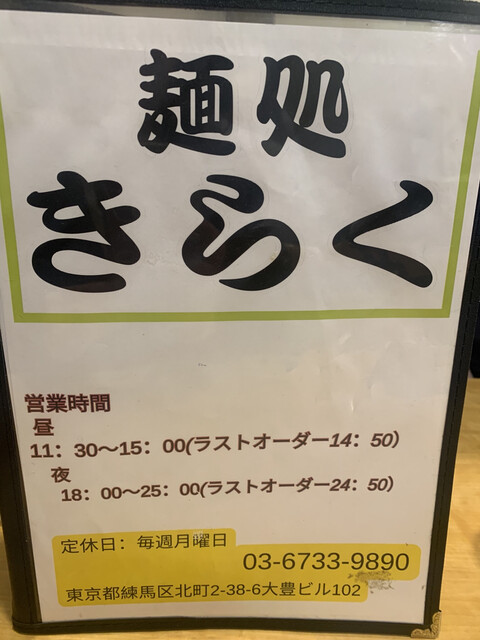 麺処
きらく
営業時間
昼
11：30〜15：00(ラストオーダー14：50）
夜
18：00〜25：00(ラストオーダー24：50）
定休日：毎週月曜日
03-6733-9890
東京都練馬区北町2-38-6大豊ビル102